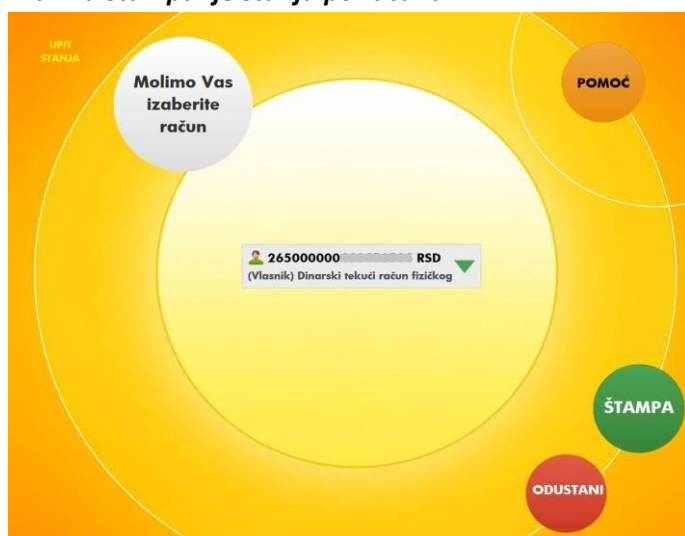 UPIT
STANJA
Molimo Vas
izaberite
račun
POMOĆ
265000000 RSD
(Vlasnik) Dinarski tekući račun fizičkog
ŠTAMPA
ODUSTANI